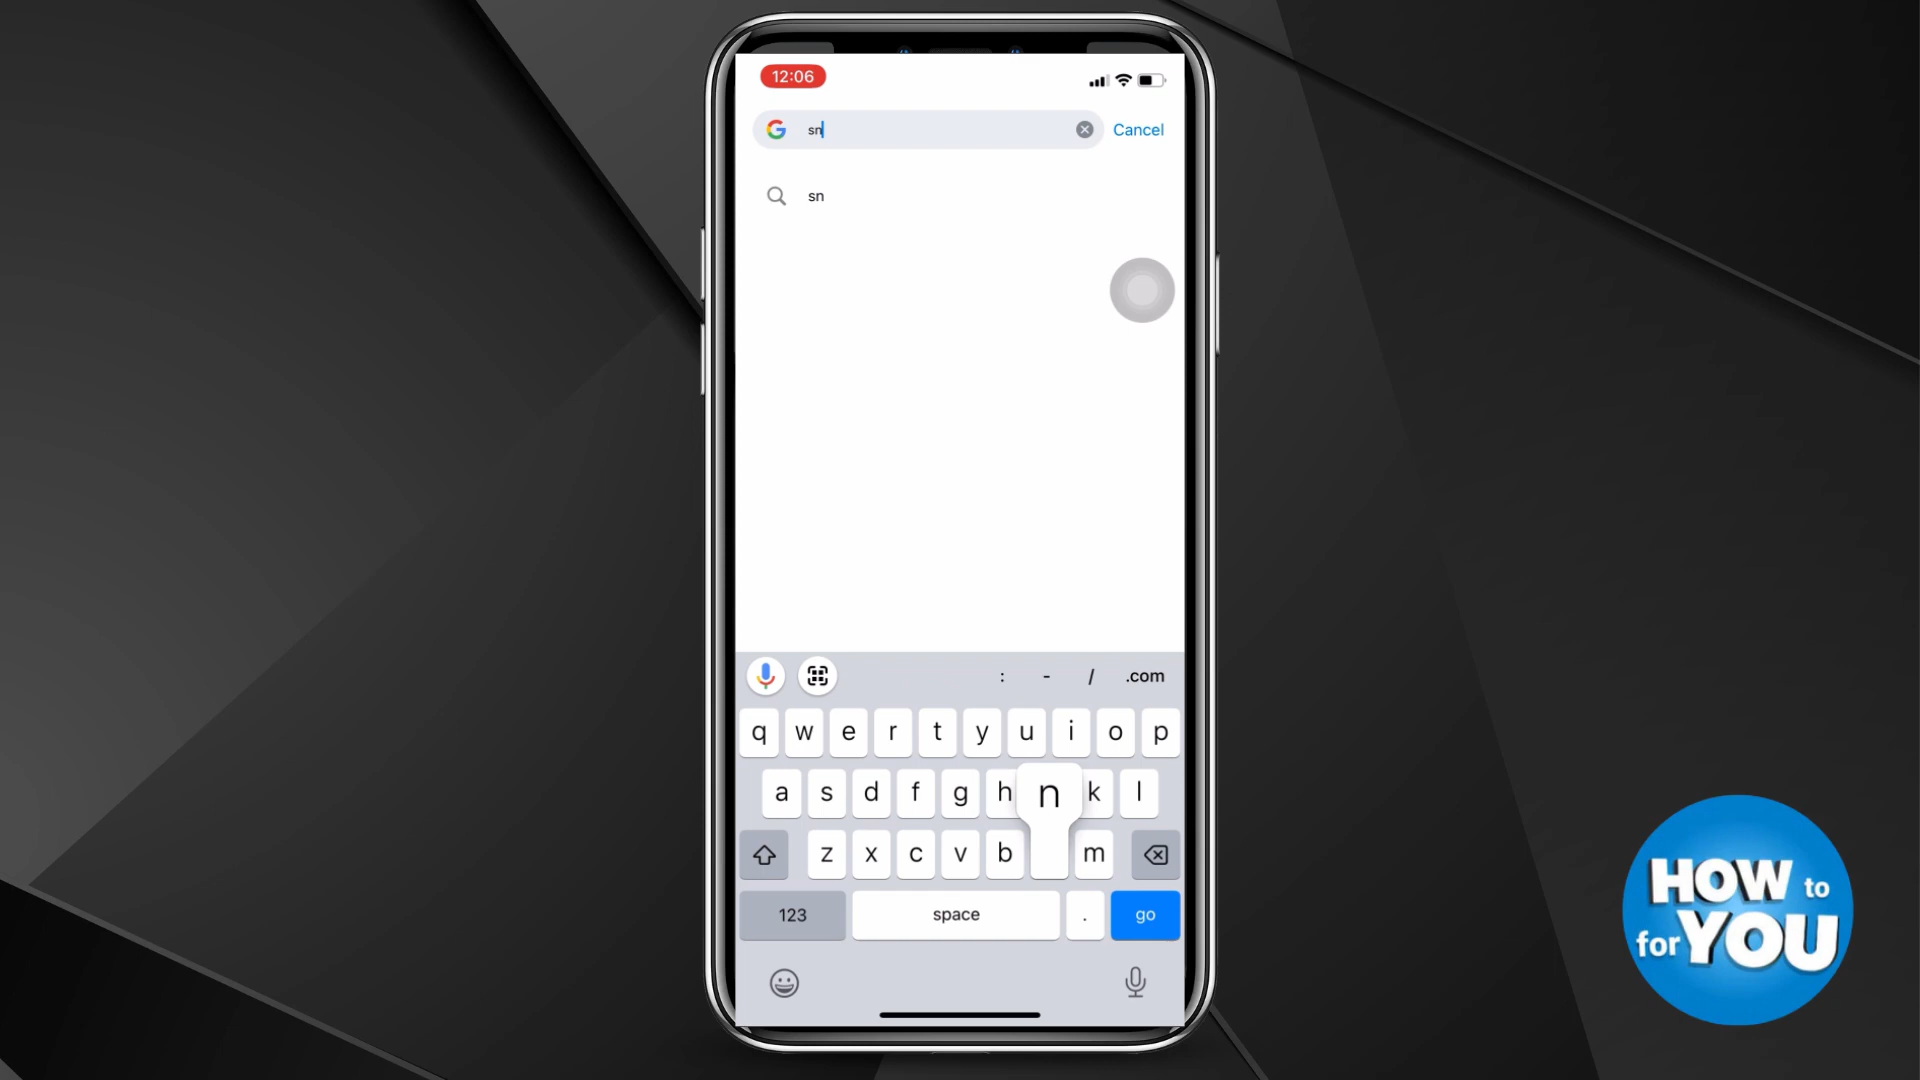 12:06
sn Cancel
sn
: - / .com
q w e r t y u i o p
a s d f g h n k l
z x c v b m
123 space . go
HOW to
for YOU